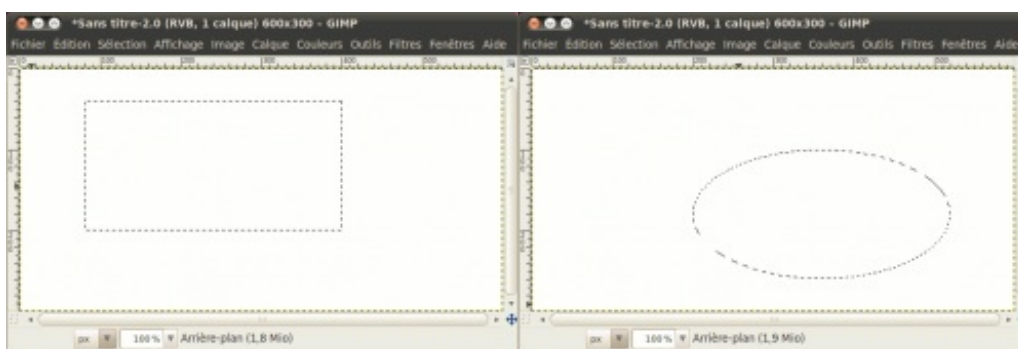 *Sans titre-2.0 (RVB, 1 calque) 600x300 – GIMP
Fichier Édition Sélection Affichage Image Calque Couleurs Outils Filtres Fenêtres Aide
px 100% Arrière-plan (1,8 Mio)
*Sans titre-2.0 (RVB, 1 calque) 600x300 – GIMP
Fichier Édition Sélection Affichage Image Calque Couleurs Outils Filtres Fenêtres Aide
px 100% Arrière-plan (1,9 Mio)